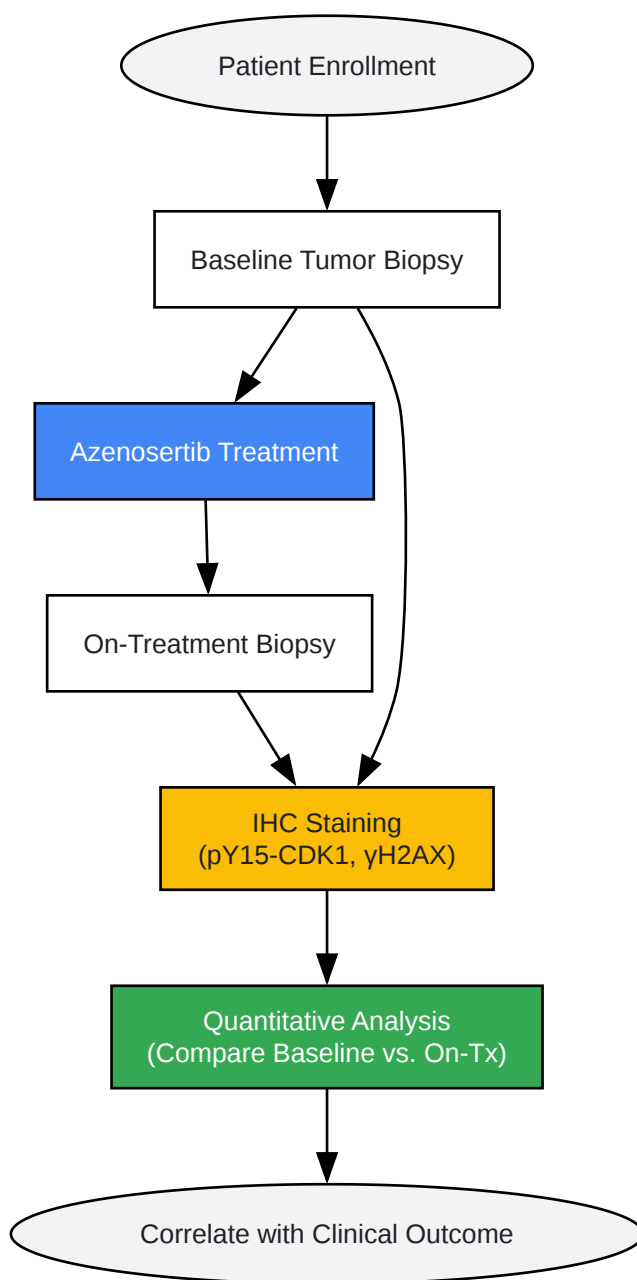 Patient Enrollment
Baseline Tumor Biopsy
Azenosertib Treatment
On-Treatment Biopsy
IHC Staining
(pY15-CDK1, γH2AX)
Quantitative Analysis
(Compare Baseline vs. On-Tx)
Correlate with Clinical Outcome